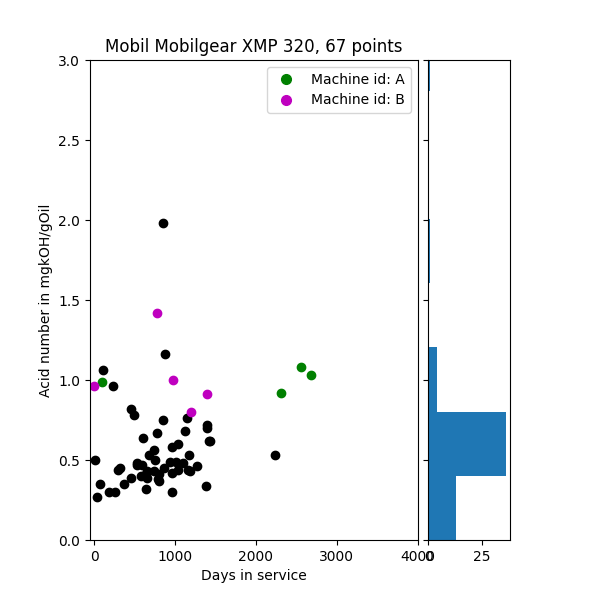 Mobil Mobilgear XMP 320, 67 points
Machine id: A
Machine id: B
3.0
2.5
2.0
1.5
1.0
0.5
0.0
Acid number in mgkOH/gOil
0 1000 2000 3000 4000
0 25
Days in service